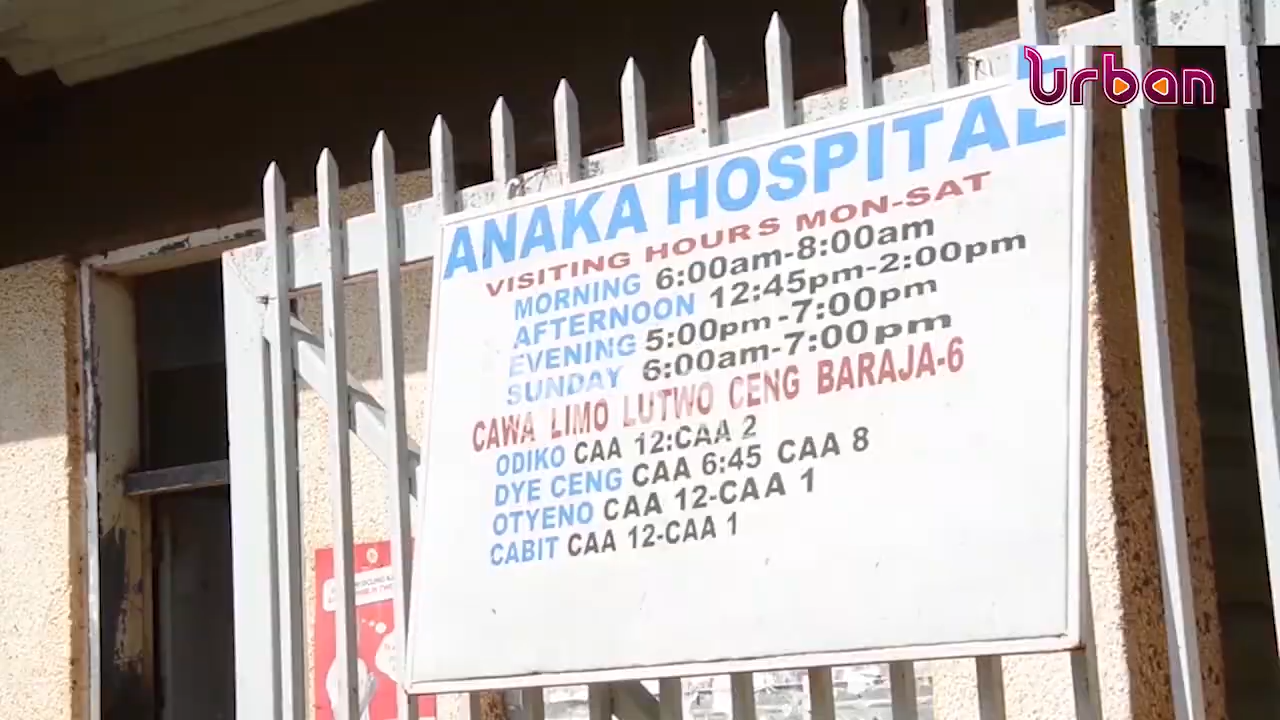 urban
ANAKA HOSPITAL
VISITING HOURS MON-SAT
MORNING 6:00am-8:00am
AFTERNOON 12:45pm-2:00pm
EVENING 5:00pm-7:00pm
SUNDAY 6:00am-7:00pm
CAWA LIMO LUTWO CENG BARAJA-6
ODIKO CAA 12:CAA 2
DYE CENG CAA 6:45 CAA 8
OTYENO CAA 12-CAA 1
CABIT CAA 12-CAA 1